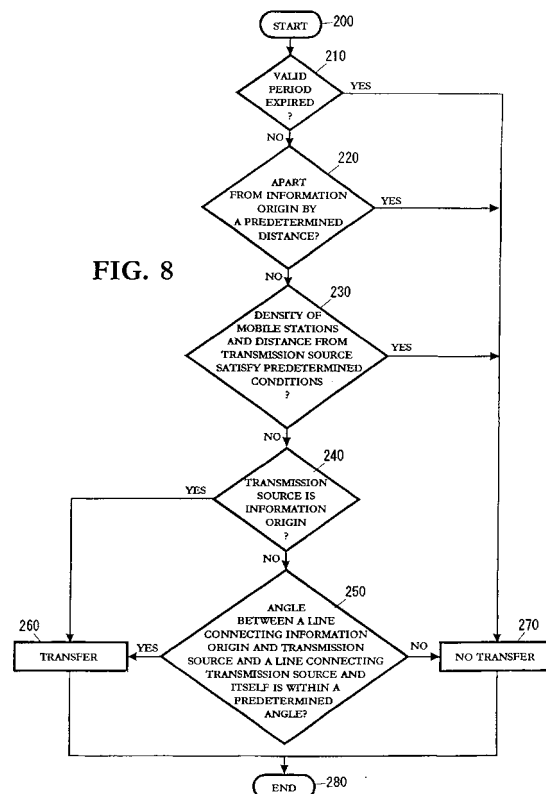 START
200
210
VALID
PERIOD
EXPIRED
?
YES
NO
220
APART
FROM INFORMATION
ORIGIN BY
A PREDETERMINED
DISTANCE?
YES
FIG. 8
NO
230
DENSITY OF
MOBILE STATIONS
AND DISTANCE FROM
TRANSMISSION SOURCE
SATISFY PREDETERMINED
CONDITIONS
?
YES
NO
240
TRANSMISSION
SOURCE IS
INFORMATION
ORIGIN
?
YES
NO
250
ANGLE
BETWEEN A LINE
CONNECTING INFORMATION
ORIGIN AND TRANSMISSION
SOURCE AND A LINE CONNECTING
TRANSMISSION SOURCE AND
ITSELF IS WITHIN A
PREDETERMINED
ANGLE?
YES
NO
260
TRANSFER
270
NO TRANSFER
END
280